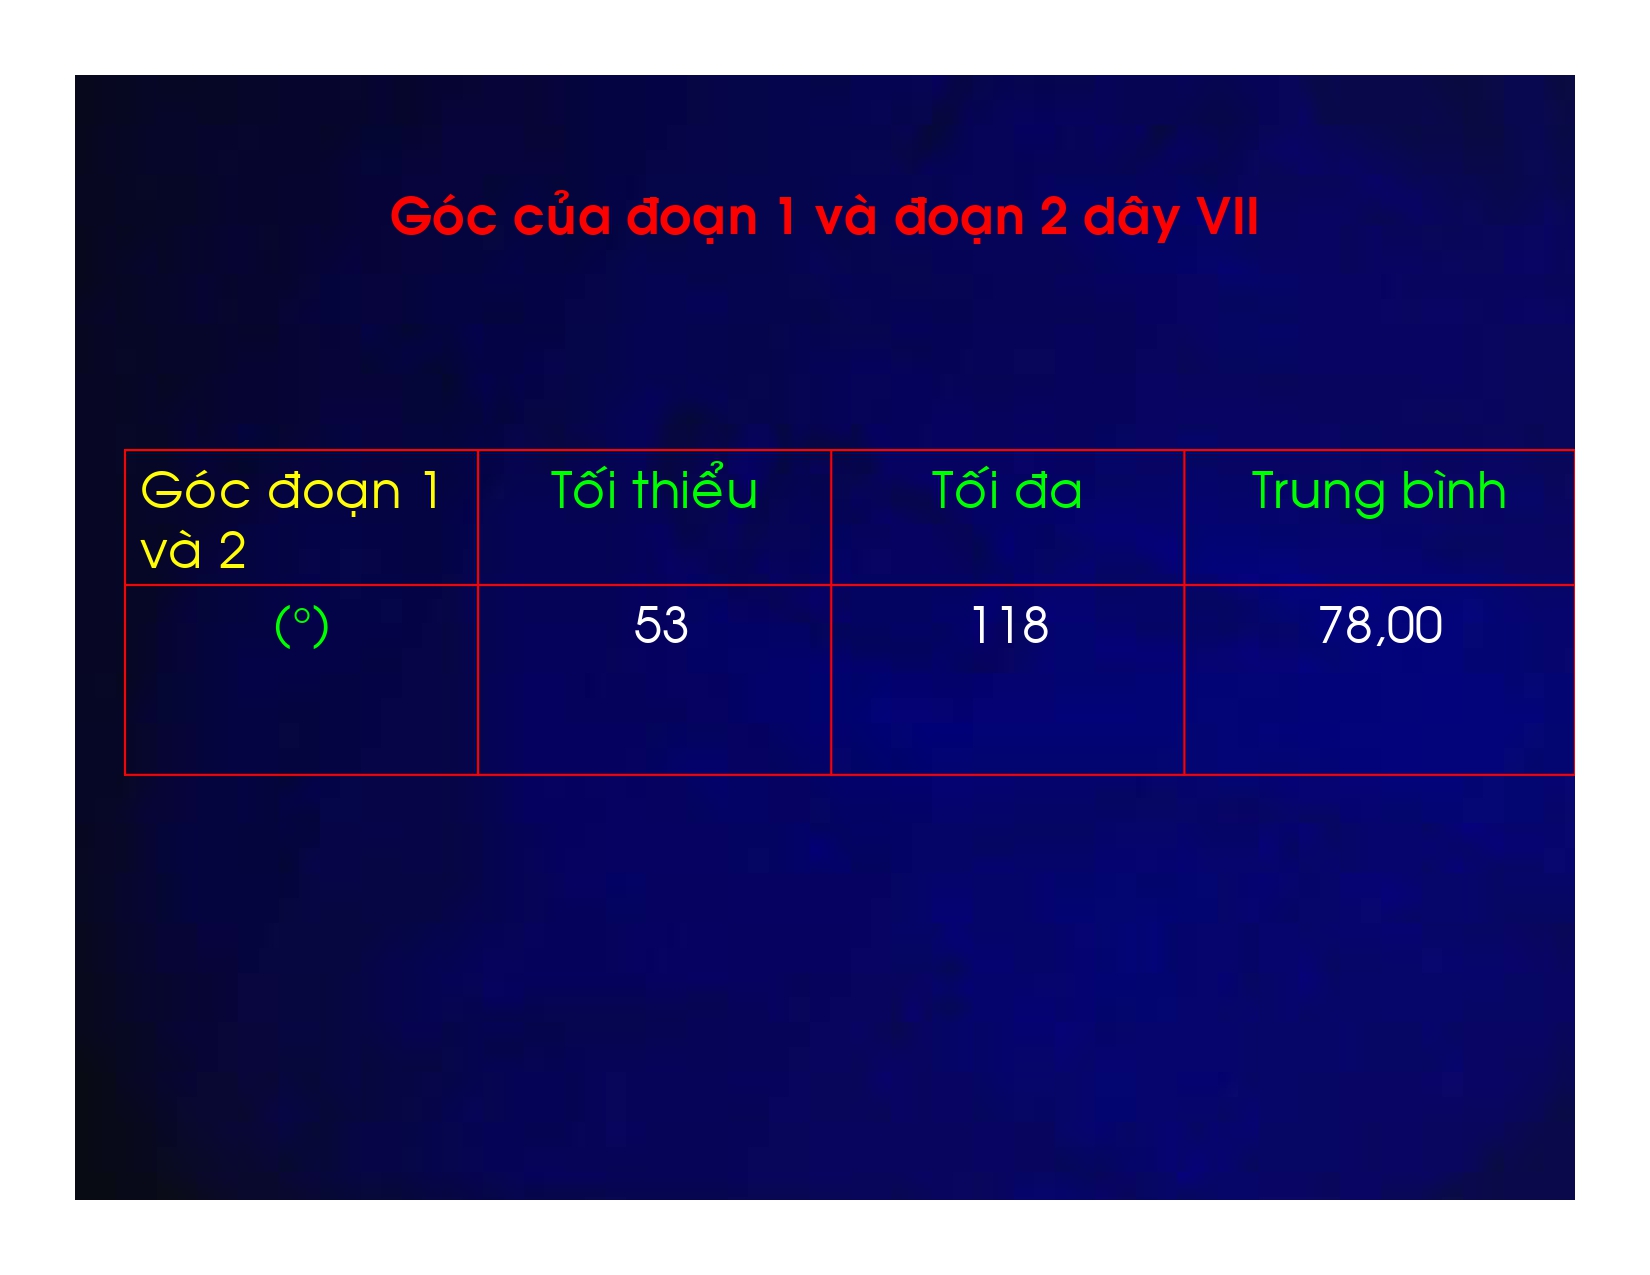 Góc của đoạn 1 và đoạn 2 dây VII
Góc đoạn 1
và 2
Tối thiểu
Tối đa
Trung bình
(°)
53
118
78,00